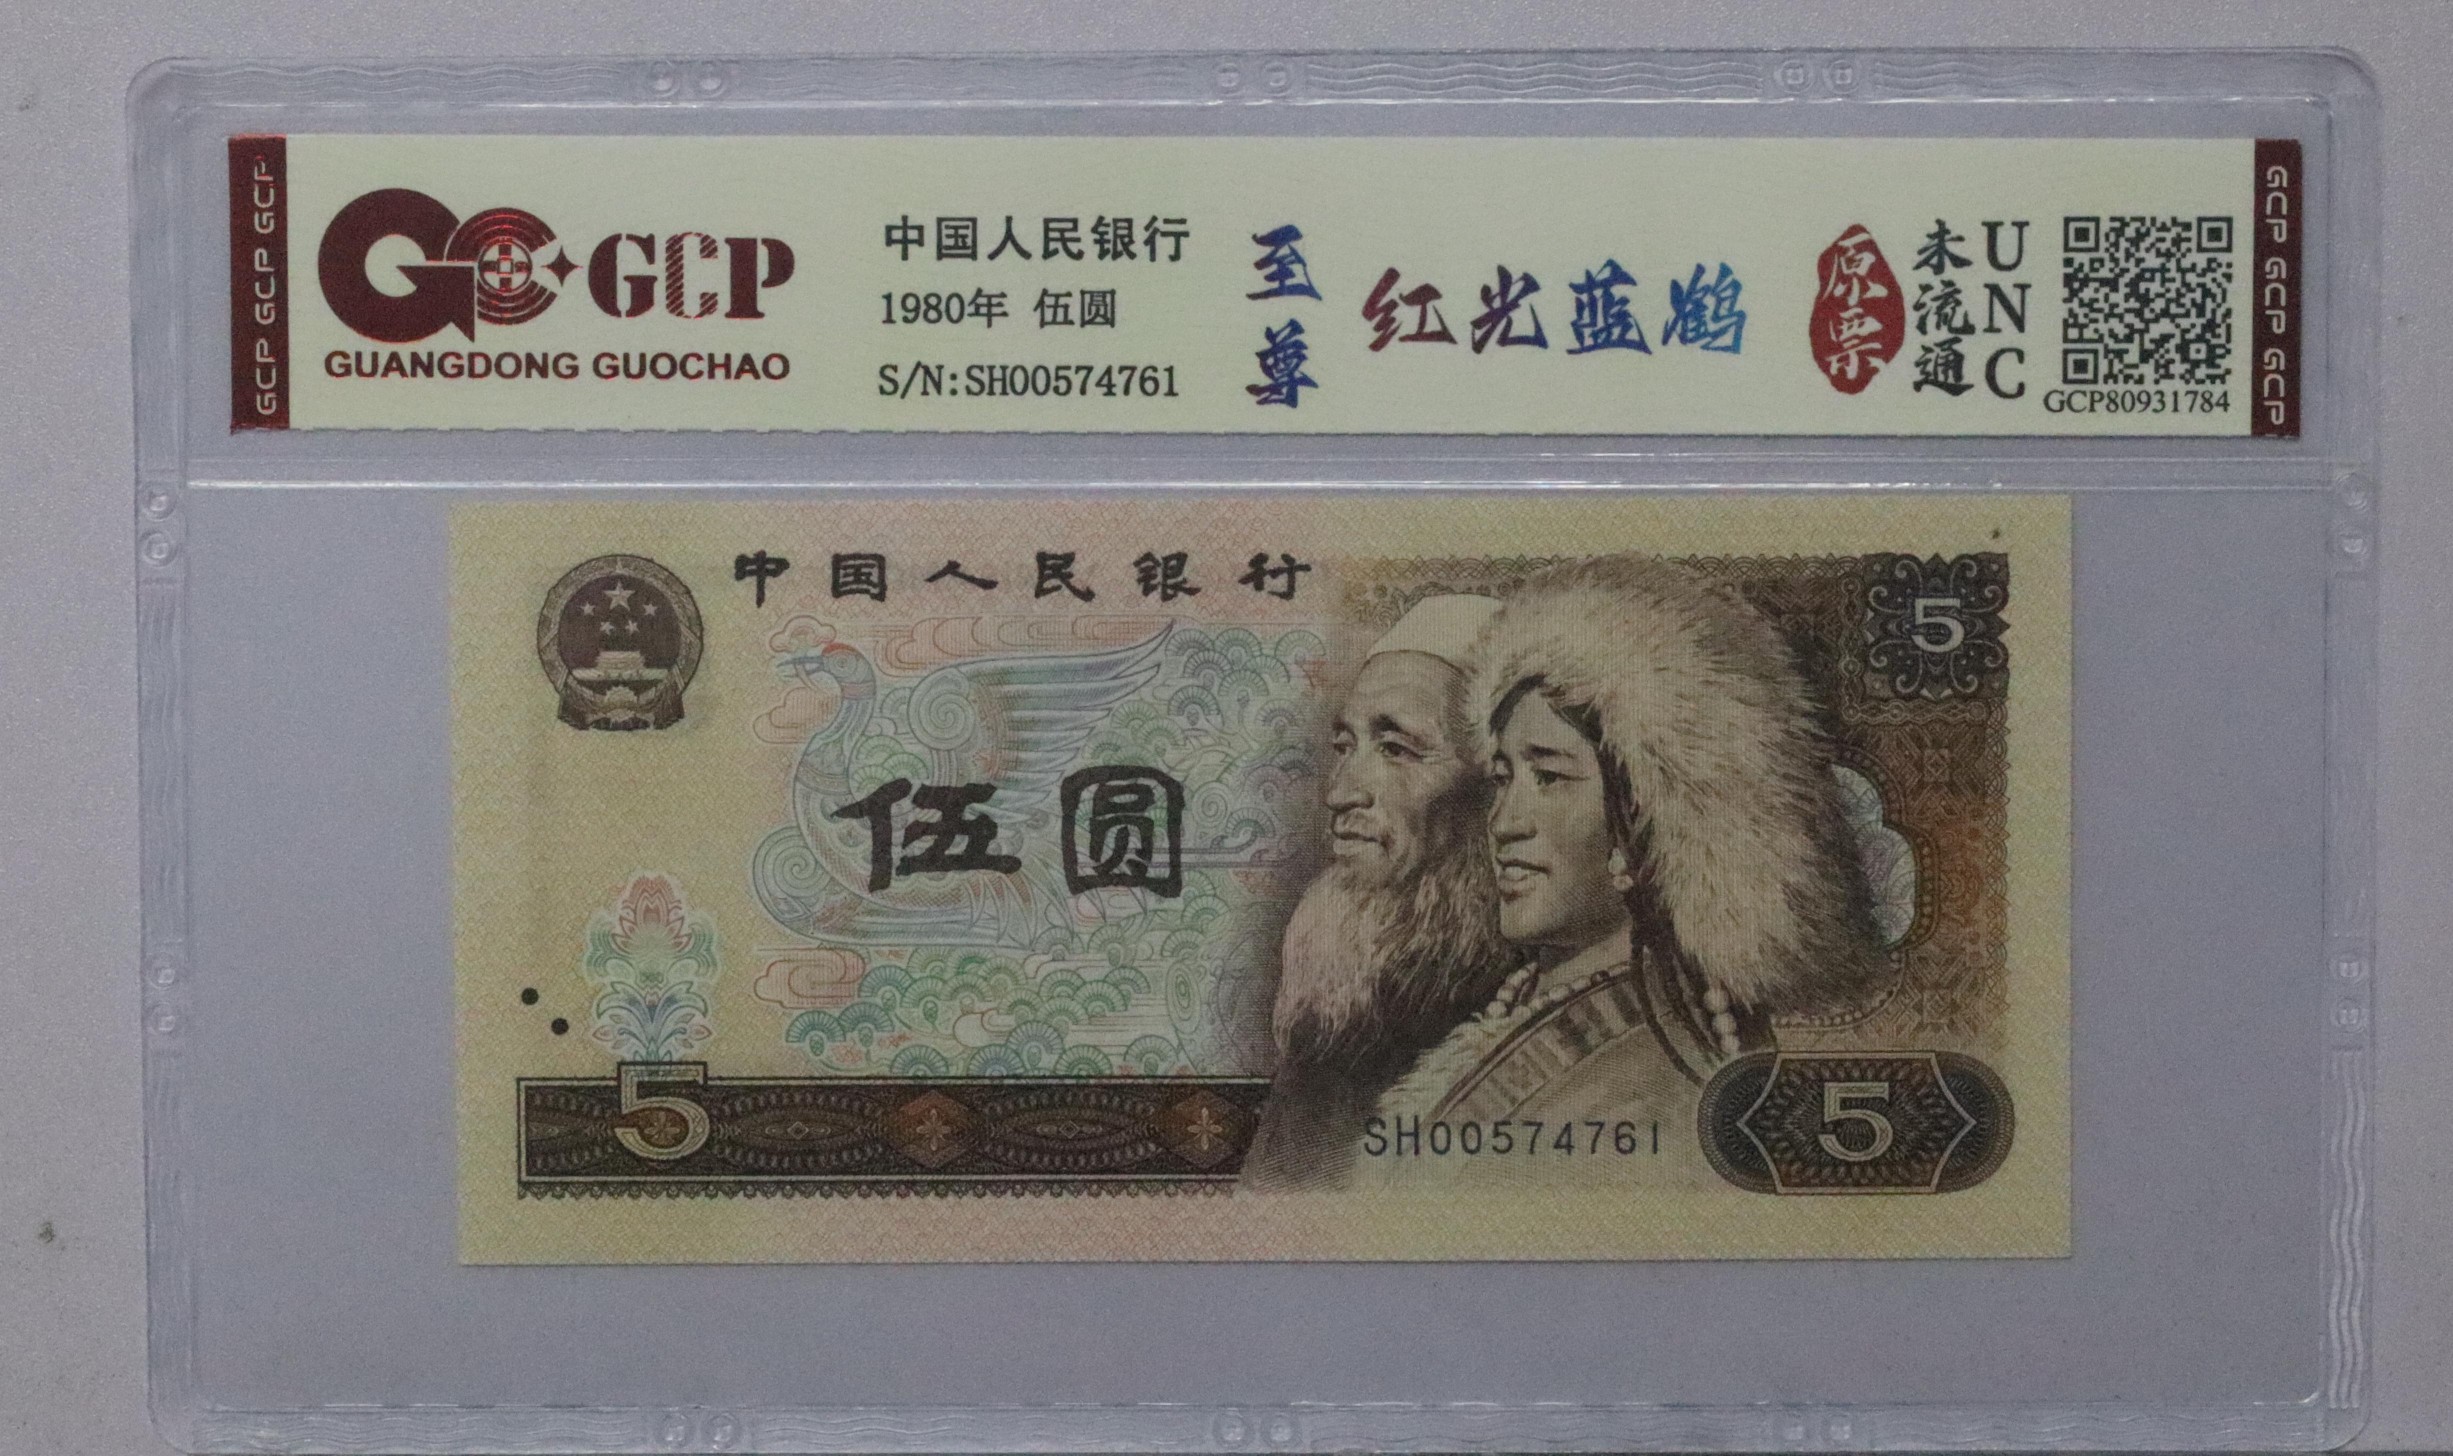 GCP GCP GCP
GCP
GUANGDONG GUOCHAO
中国人民银行
1980年 伍圆
S/N:SH00574761
至尊
红光蓝鹤
原票
未流通
UNC
GCP80931784
GCP GCP GCP
中国人民银行
5
伍圆
5
SH00574761
5